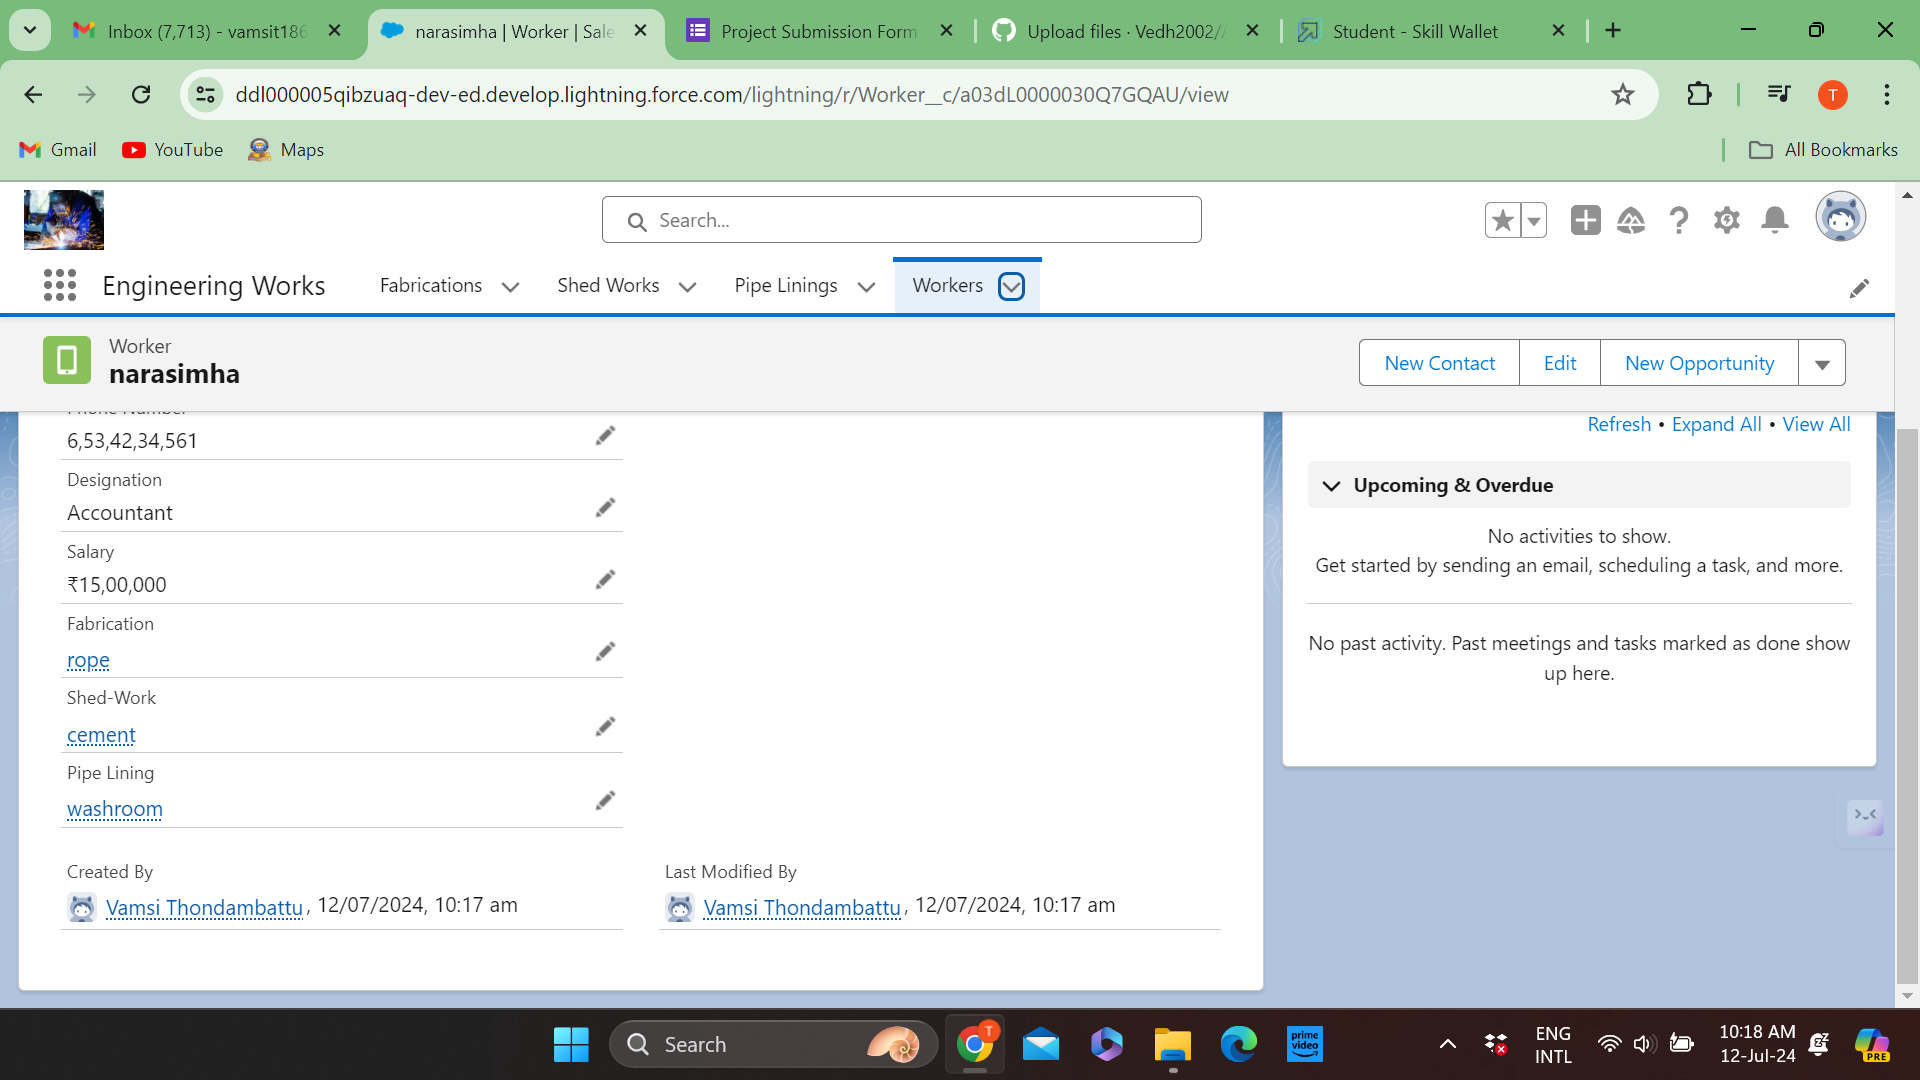 Inbox (7,713) - vamsit186
narasimha | Worker | Sale
Project Submission Form
Upload files · Vedh2002/
Student - Skill Wallet
ddl000005qibzuaq-dev-ed.develop.lightning.force.com/lightning/r/Worker__c/a03dL0000030Q7GQAU/view
T
Gmail
YouTube
Maps
All Bookmarks
Search...
Engineering Works
Fabrications
Shed Works
Pipe Linings
Workers
Worker
narasimha
New Contact
Edit
New Opportunity
Phone Number
6,53,42,34,561
Designation
Accountant
Salary
₹15,00,000
Fabrication
rope
Shed-Work
cement
Pipe Lining
washroom
Created By
Vamsi Thondambattu, 12/07/2024, 10:17 am
Last Modified By
Vamsi Thondambattu, 12/07/2024, 10:17 am
Refresh • Expand All • View All
Upcoming & Overdue
No activities to show.
Get started by sending an email, scheduling a task, and more.
No past activity. Past meetings and tasks marked as done show
up here.
Search
T
prime
video
ENG
INTL
10:18 AM
12-Jul-24
PRE